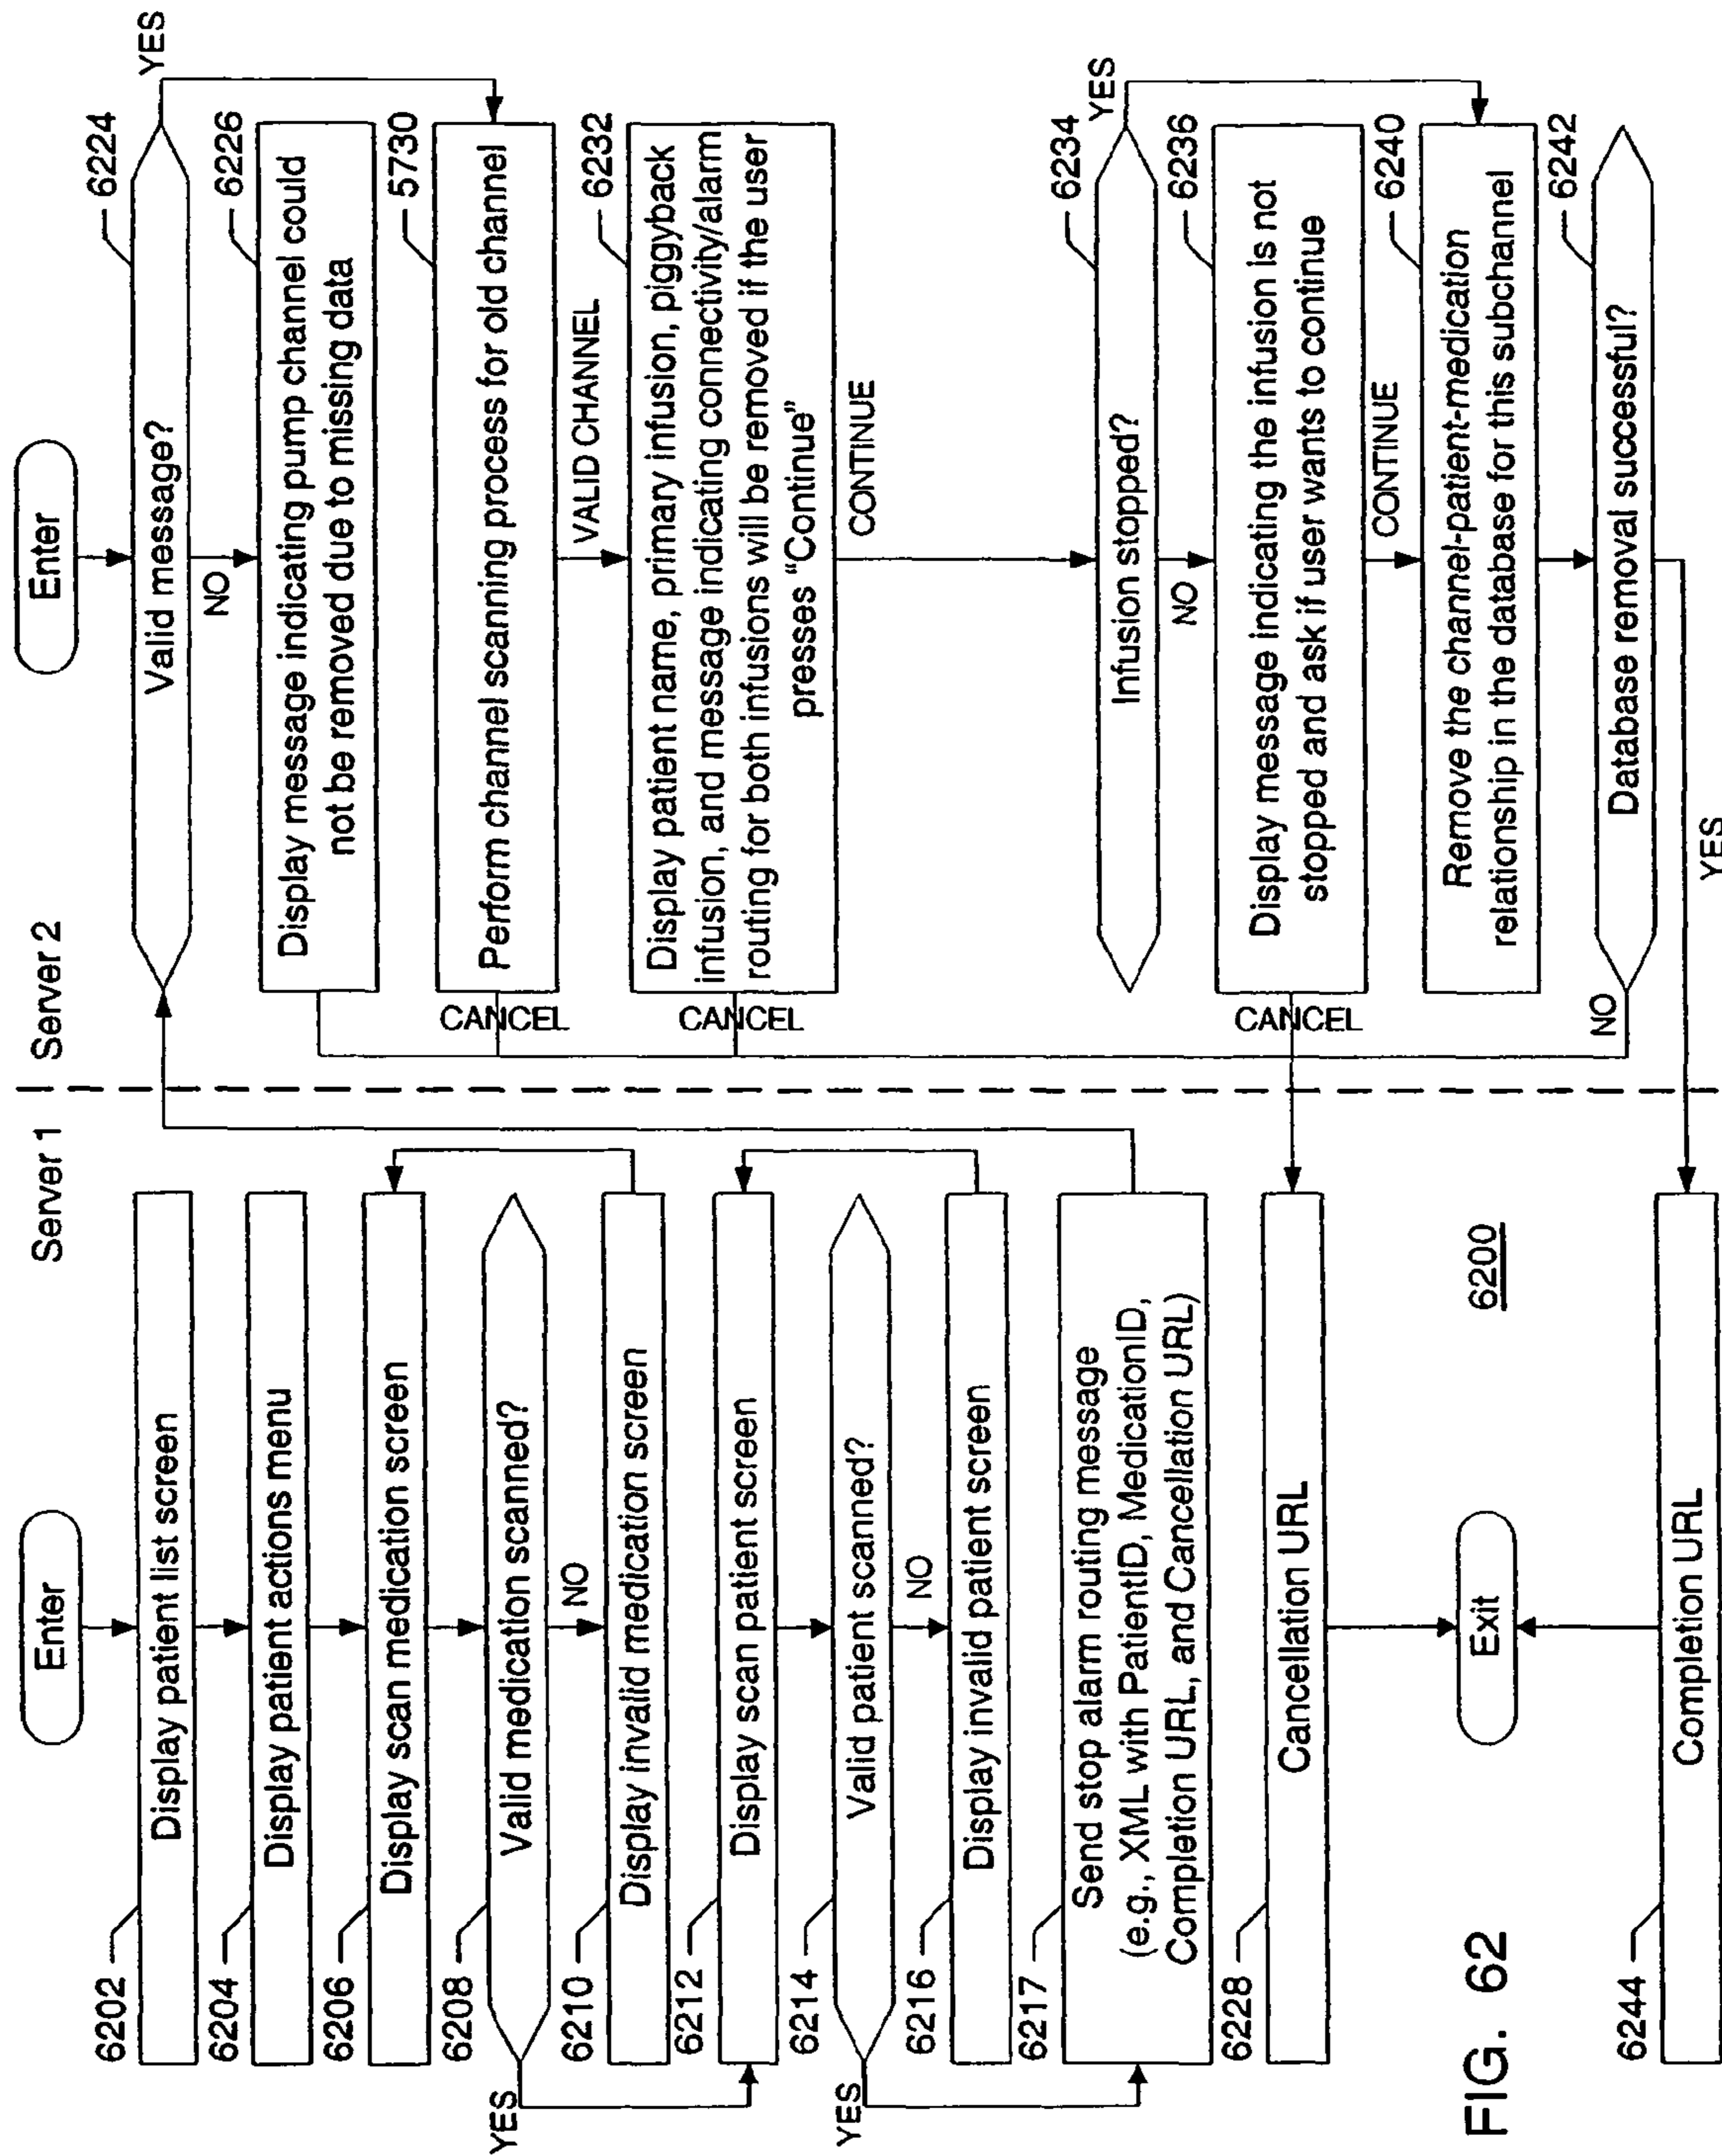 Server 1
Server 2
Enter
6202
Display patient list screen
6204
Display patient actions menu
6206
Display scan medication screen
6208
Valid medication scanned?
YES
NO
6210
Display invalid medication screen
6212
Display scan patient screen
6214
Valid patient scanned?
YES
NO
6216
Display invalid patient screen
6217
Send stop alarm routing message
(e.g., XML with PatientID, MedicationID,
Completion URL, and Cancellation URL)
6228
Cancellation URL
Exit
6200
FIG. 62
6244
Completion URL
Enter
6224
Valid message?
YES
NO
6226
Display message indicating pump channel could
not be removed due to missing data
5730
Perform channel scanning process for old channel
CANCEL
VALID CHANNEL
6232
Display patient name, primary infusion, piggyback
infusion, and message indicating connectivity/alarm
routing for both infusions will be removed if the user
presses “Continue”
CANCEL
CONTINUE
6234
Infusion stopped?
YES
NO
6236
Display message indicating the infusion is not
stopped and ask if user wants to continue
CANCEL
CONTINUE
6240
Remove the channel-patient-medication
relationship in the database for this subchannel
6242
Database removal successful?
NO
YES